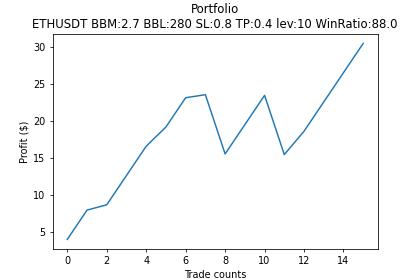 Portfolio
ETHUSDT BBM:2.7 BBL:280 SL:0.8 TP:0.4 lev:10 WinRatio:88.0
30
25
20
15
10
5
Profit ($)
0 2 4 6 8 10 12 14
Trade counts